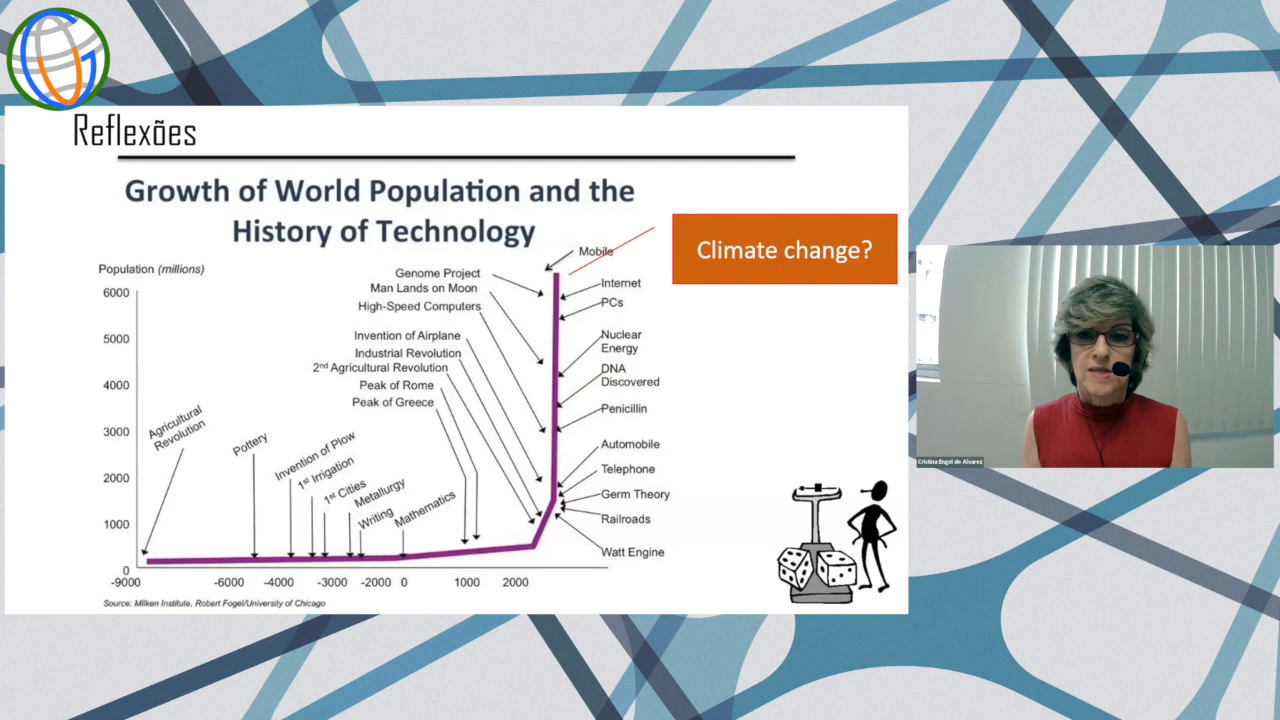 Reflexões
Growth of World Population and the
History of Technology
Climate change?
Population (millions)
6000
5000
4000
3000
2000
1000
0
-9000
-6000
-4000
-3000
-2000
0
1000
2000
Agricultural
Revolution
Pottery
Invention of Plow
1st Irrigation
1st Cities
Metallurgy
Writing
Mathematics
Genome Project
Man Lands on Moon
High-Speed Computers
Invention of Airplane
Industrial Revolution
2nd Agricultural Revolution
Peak of Rome
Peak of Greece
Mobile
Internet
PCs
Nuclear
Energy
DNA
Discovered
Penicillin
Automobile
Telephone
Germ Theory
Railroads
Watt Engine
Source: Milken Institute, Robert Fogel/University of Chicago
Cristina Engel de Alvarez